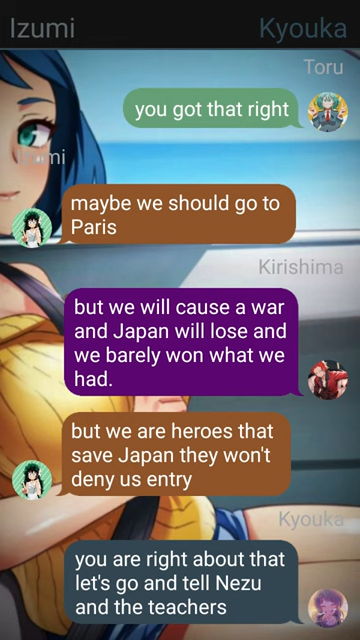 Izumi Kyouka
Toru
you got that right
Izumi
maybe we should go to
Paris
Kirishima
but we will cause a war
and Japan will lose and
we barely won what we
had.
but we are heroes that
save Japan they won't
deny us entry
Kyouka
you are right about that
let's go and tell Nezu
and the teachers